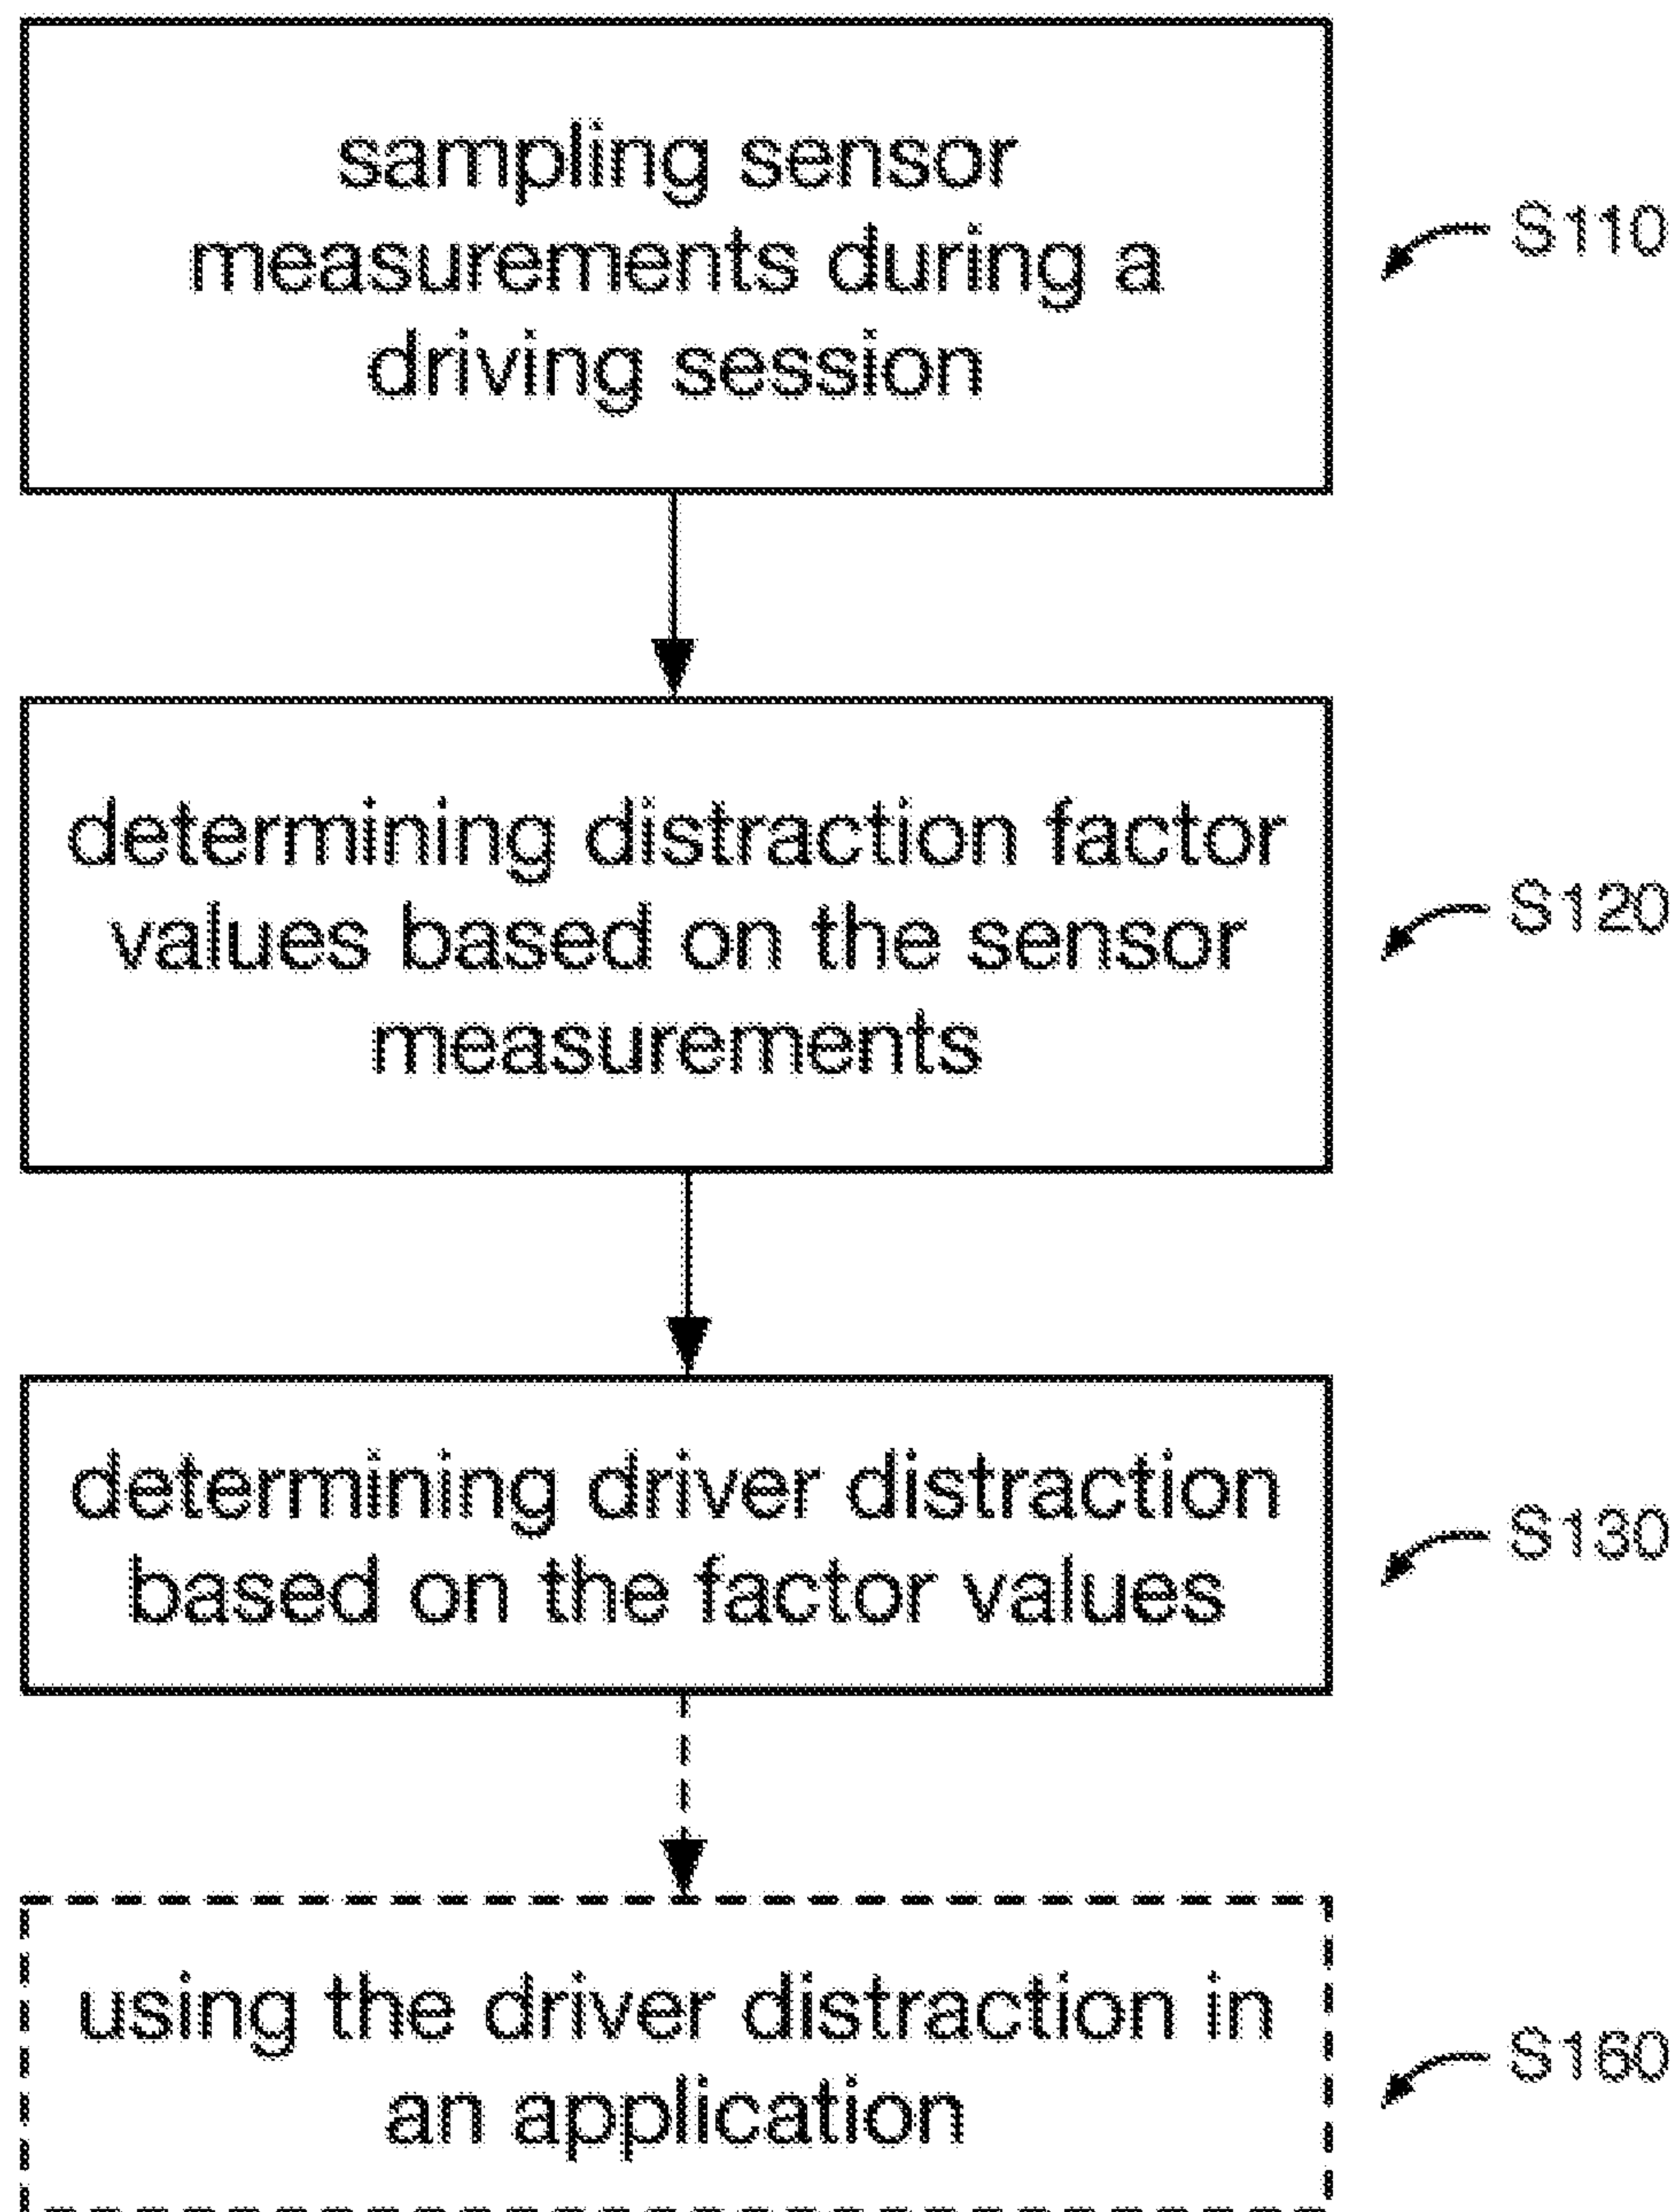 sampling sensor
measurements during a
driving session
S110
determining distraction factor
values based on the sensor
measurements
S120
determining driver distraction
based on the factor values
S130
using the driver distraction in
an application
S160